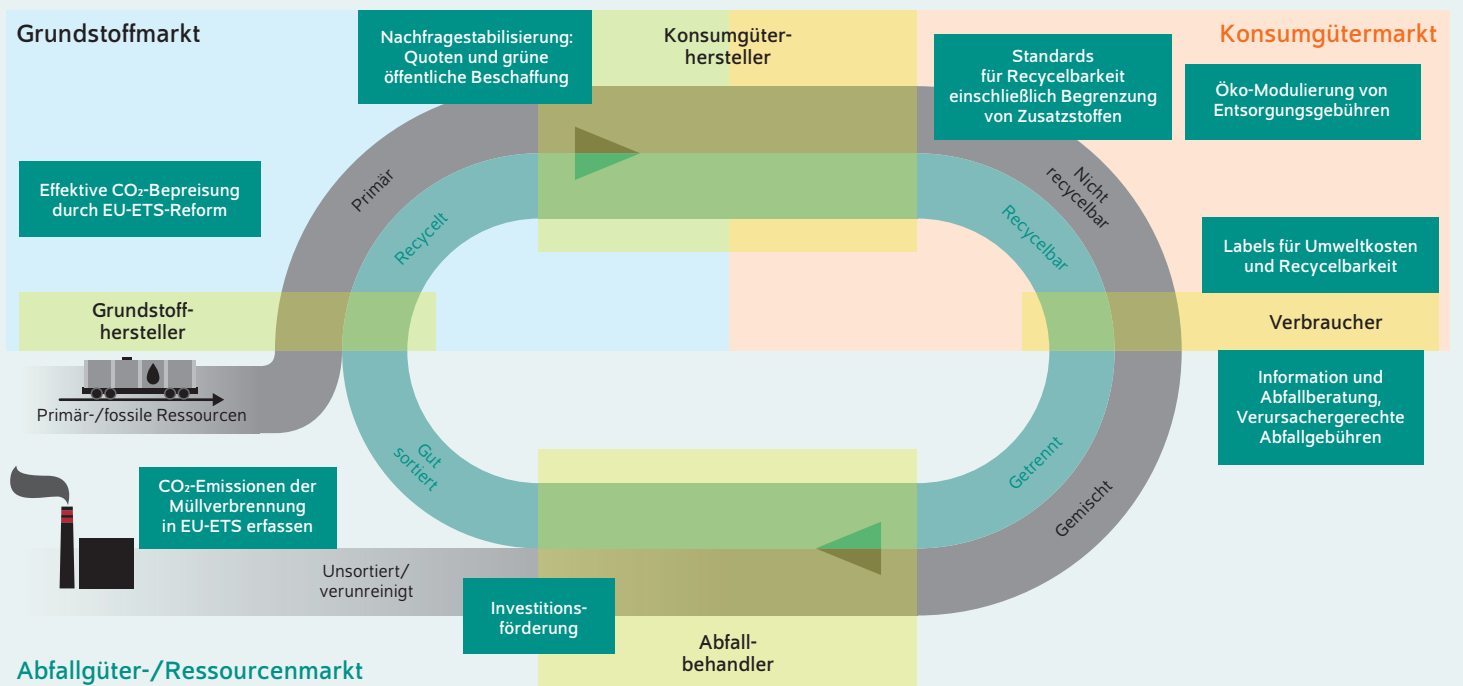 Grundstoffmarkt
Nachfragestabilisierung:
Quoten und grüne
öffentliche Beschaffung
Konsumgüter-
hersteller
Konsumgütermarkt
Standards
für Recycelbarkeit
einschließlich Begrenzung
von Zusatzstoffen
Öko-Modulierung von
Entsorgungsgebühren
Effektive CO₂-Bepreisung
durch EU-ETS-Reform
Primär
Recycelt
Nicht
recycelbar
Recycelbar
Labels für Umweltkosten
und Recycelbarkeit
Grundstoff-
hersteller
Verbraucher
Primär-/fossile Ressourcen
Information und
Abfallberatung,
Verursachergerechte
Abfallgebühren
Gut
sortiert
Getrennt
Gemischt
CO₂-Emissionen der
Müllverbrennung
in EU-ETS erfassen
Unsortiert/
verunreinigt
Investitions-
förderung
Abfall-
behandler
Abfallgüter-/Ressourcenmarkt